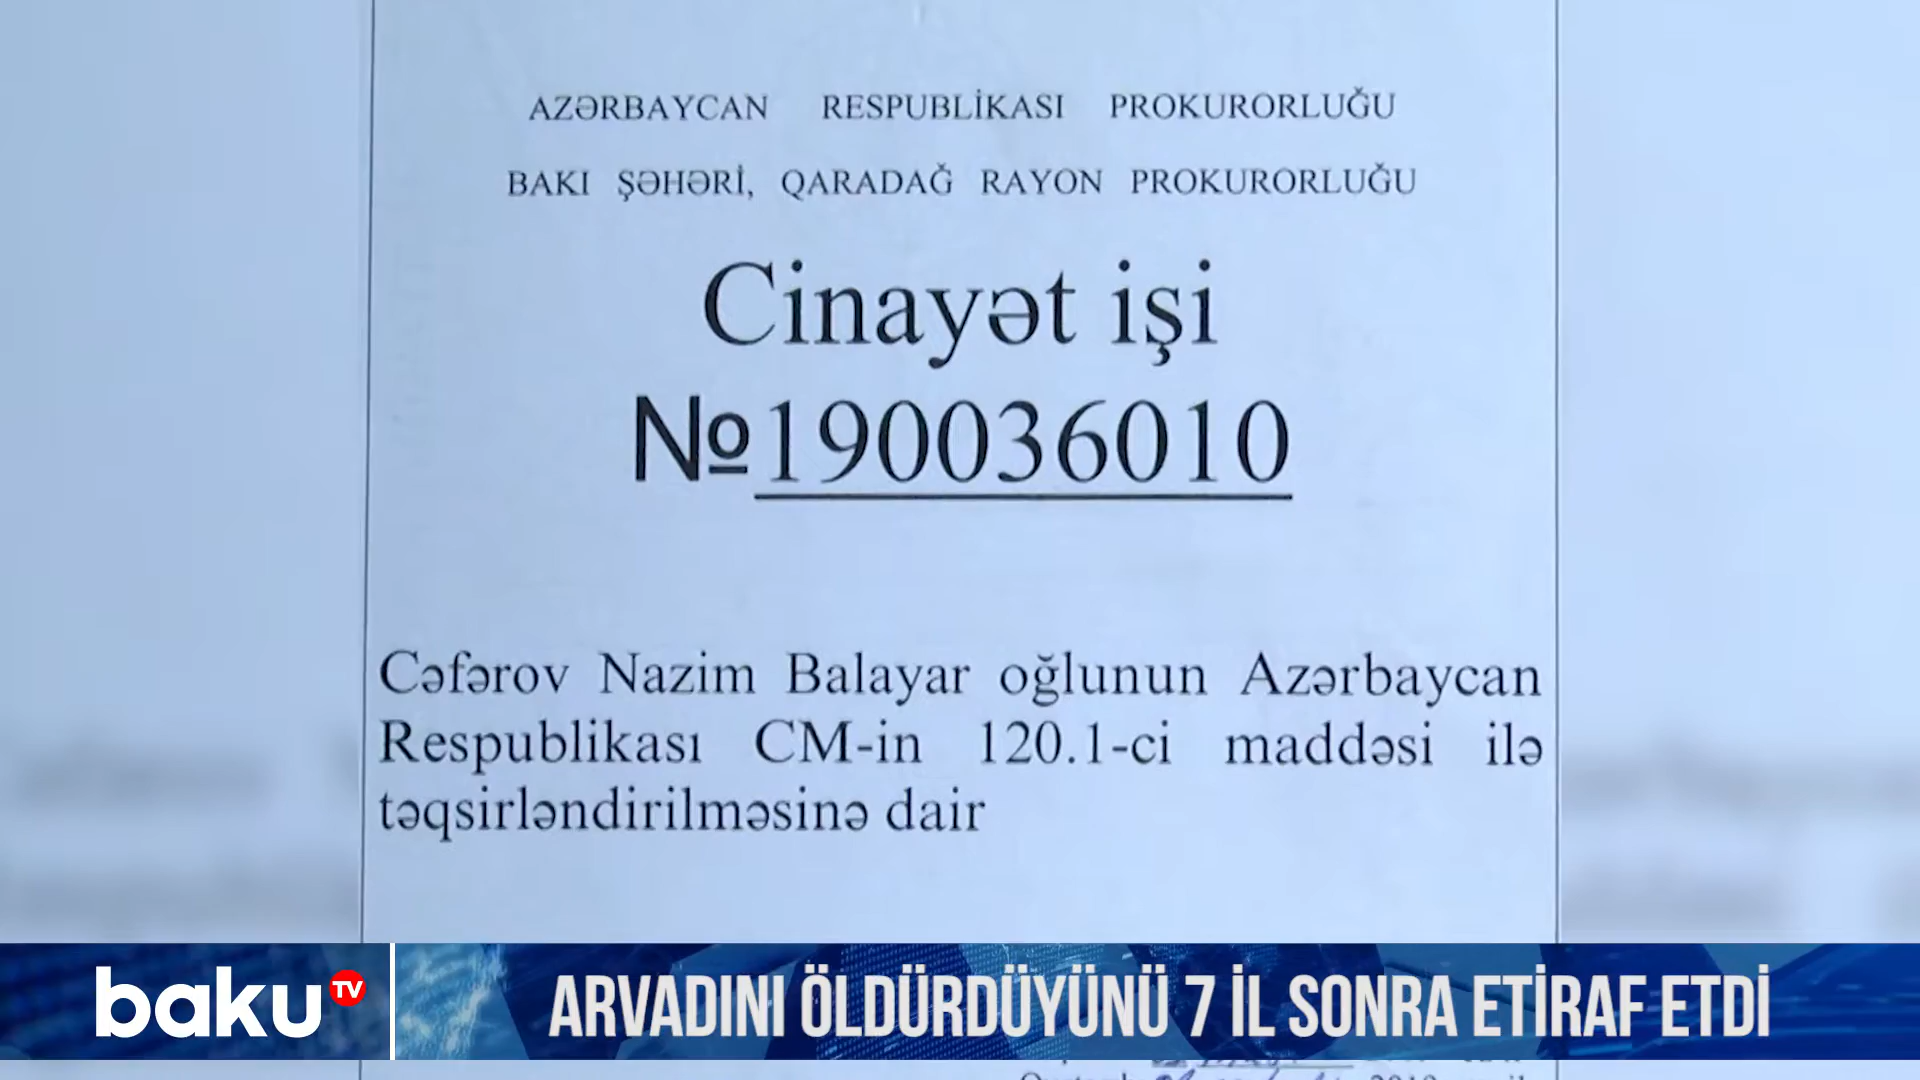 AZƏRBAYCAN RESPUBLİKASI PROKURORLUĞU
BAKI ŞƏHƏRİ, QARADAĞ RAYON PROKURORLUĞU
Cinayət işi
№190036010
Cəfərov Nazim Balayar oğlunun Azərbaycan
Respublikası CM-in 120.1-ci maddəsi ilə
təqsirləndirilməsinə dair
baku TV
ARVADINI ÖLDÜRDÜYÜNÜ 7 İL SONRA ETİRAF ETDİ